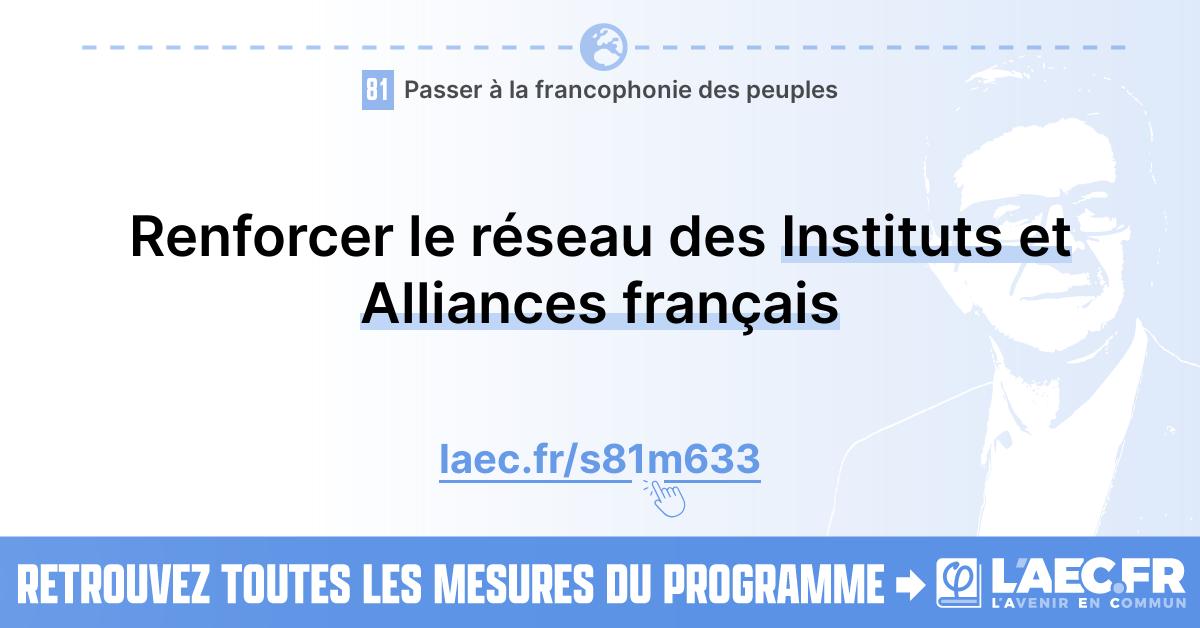 81 Passer à la francophonie des peuples
Renforcer le réseau des Instituts et
Alliances français
laec.fr/s81m633
RETROUVEZ TOUTES LES MESURES DU PROGRAMME
L'AEC.FR
L'AVENIR EN COMMUN